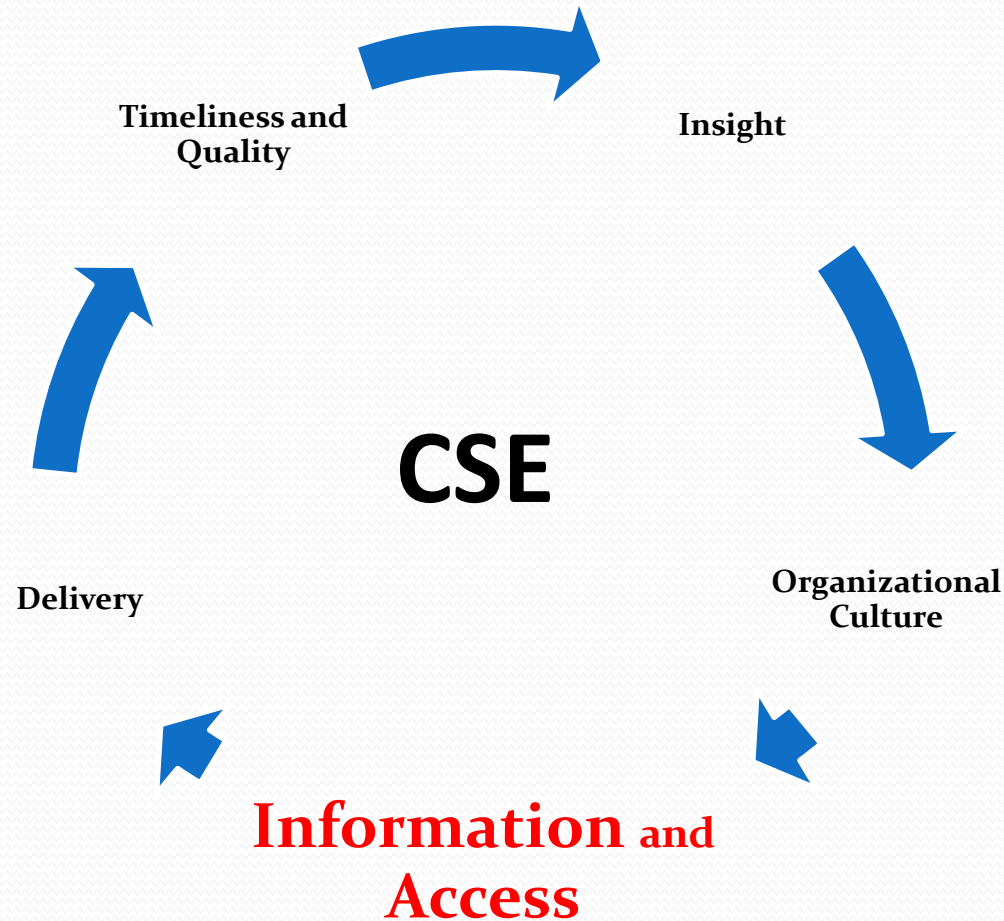 Timeliness and
Quality
Insight
CSE
Delivery
Organizational
Culture
Information and
Access